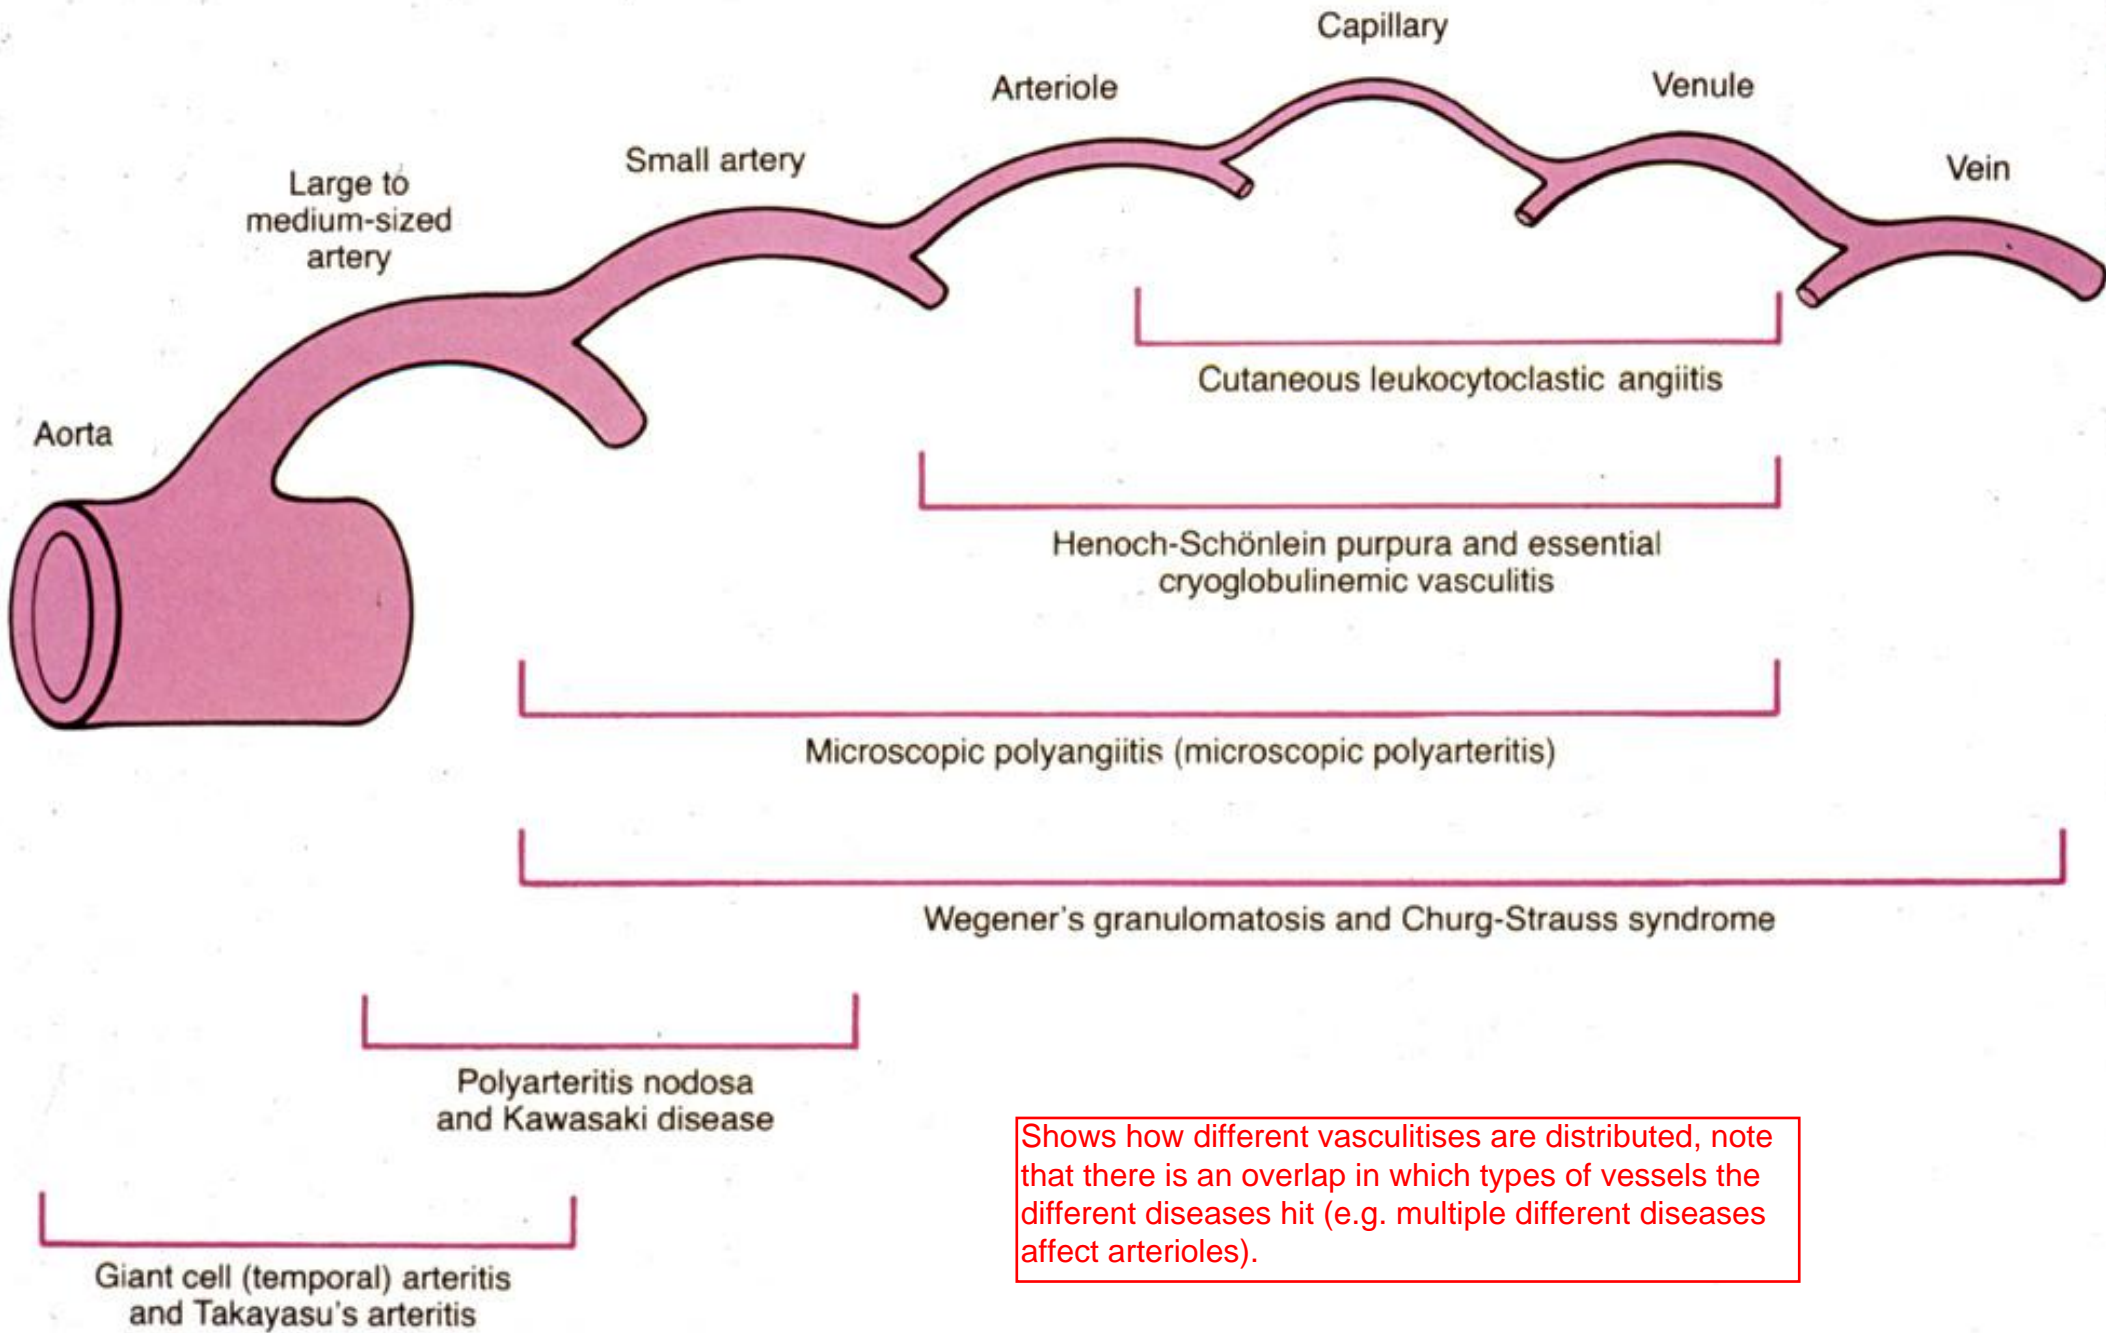 Capillary
Arteriole
Venule
Small artery
Vein
Large to
medium-sized
artery
Aorta
Cutaneous leukocytoclastic angiitis
Henoch-Schönlein purpura and essential
cryoglobulinemic vasculitis
Microscopic polyangiitis (microscopic polyarteritis)
Wegener's granulomatosis and Churg-Strauss syndrome
Polyarteritis nodosa
and Kawasaki disease
Giant cell (temporal) arteritis
and Takayasu's arteritis
Shows how different vasculitises are distributed, note
that there is an overlap in which types of vessels the
different diseases hit (e.g. multiple different diseases
affect arterioles).